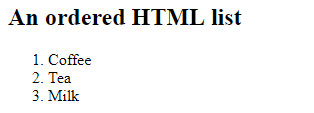 An ordered HTML list
1. Coffee
2. Tea
3. Milk